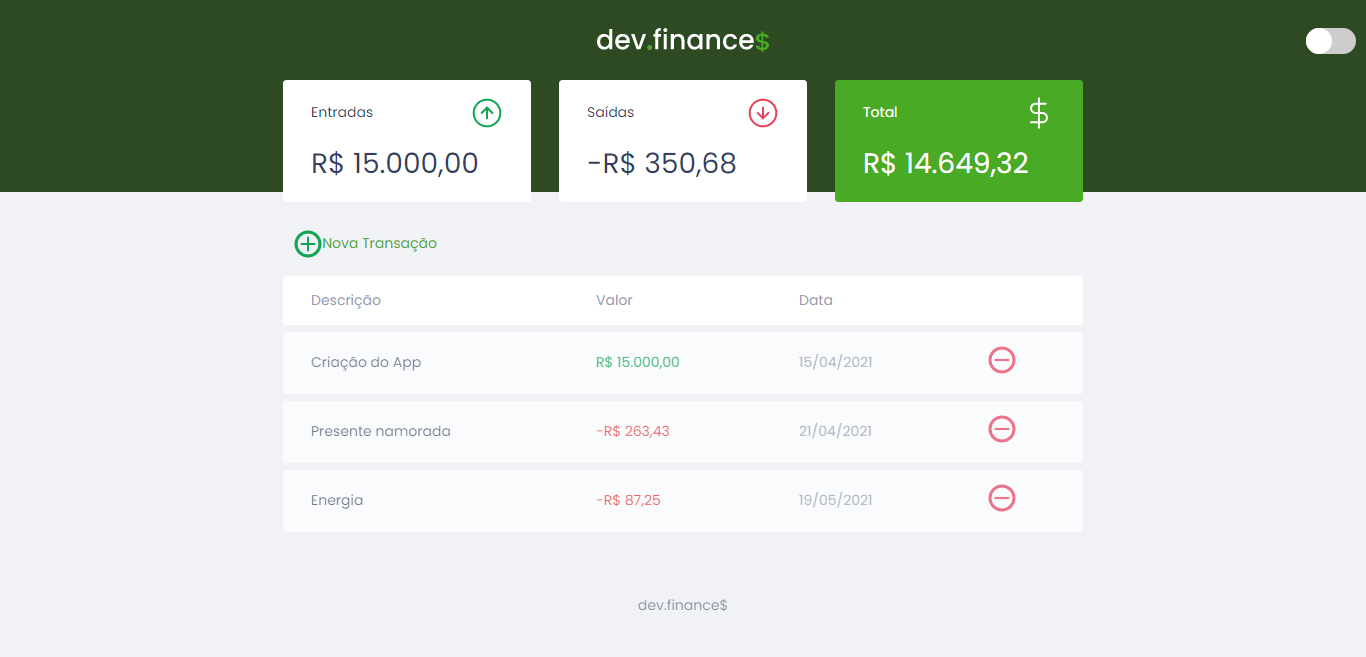 dev.finance$
Entradas
R$ 15.000,00
Saídas
-R$ 350,68
Total
$
R$ 14.649,32
Nova Transação
Descrição Valor Data
Criação do App R$ 15.000,00 15/04/2021
Presente namorada -R$ 263,43 21/04/2021
Energia -R$ 87,25 19/05/2021
dev.finance$